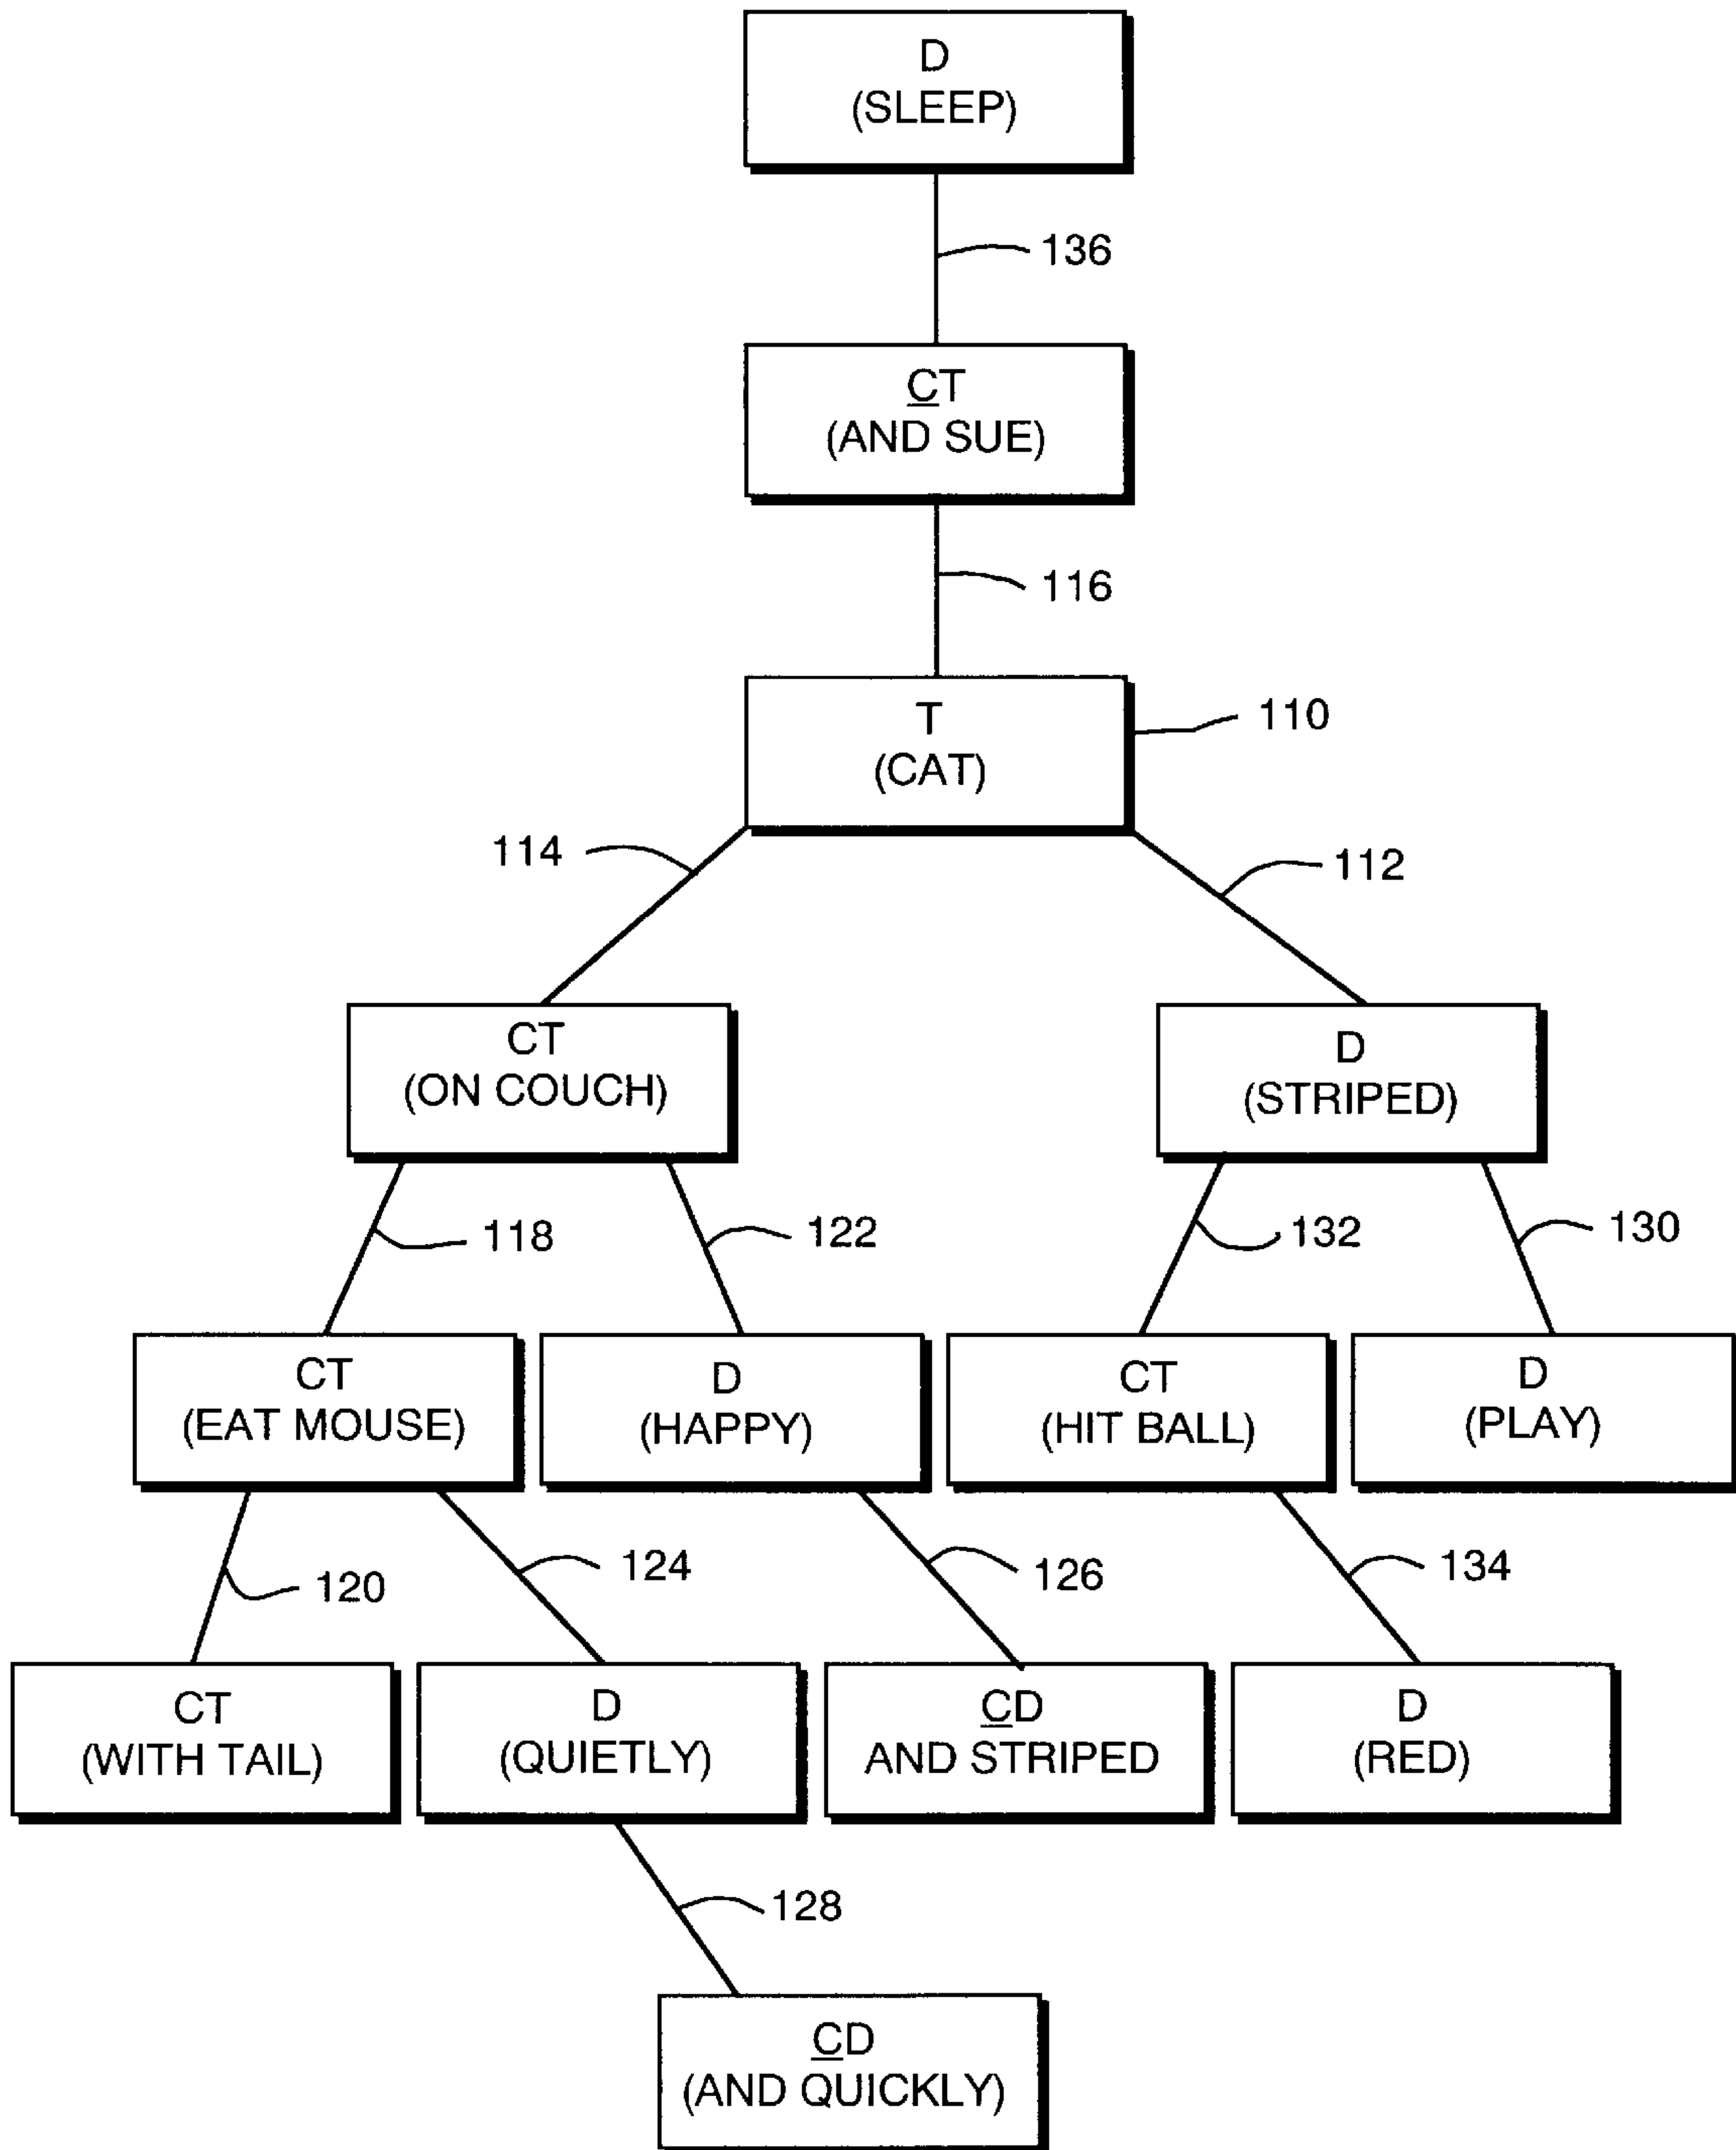 D
(SLEEP)
136
CT
(AND SUE)
116
T
(CAT)
110
114
112
CT
(ON COUCH)
D
(STRIPED)
118
122
132
130
CT
(EAT MOUSE)
D
(HAPPY)
CT
(HIT BALL)
D
(PLAY)
120
124
126
134
CT
(WITH TAIL)
D
(QUIETLY)
CD
AND STRIPED
D
(RED)
128
CD
(AND QUICKLY)